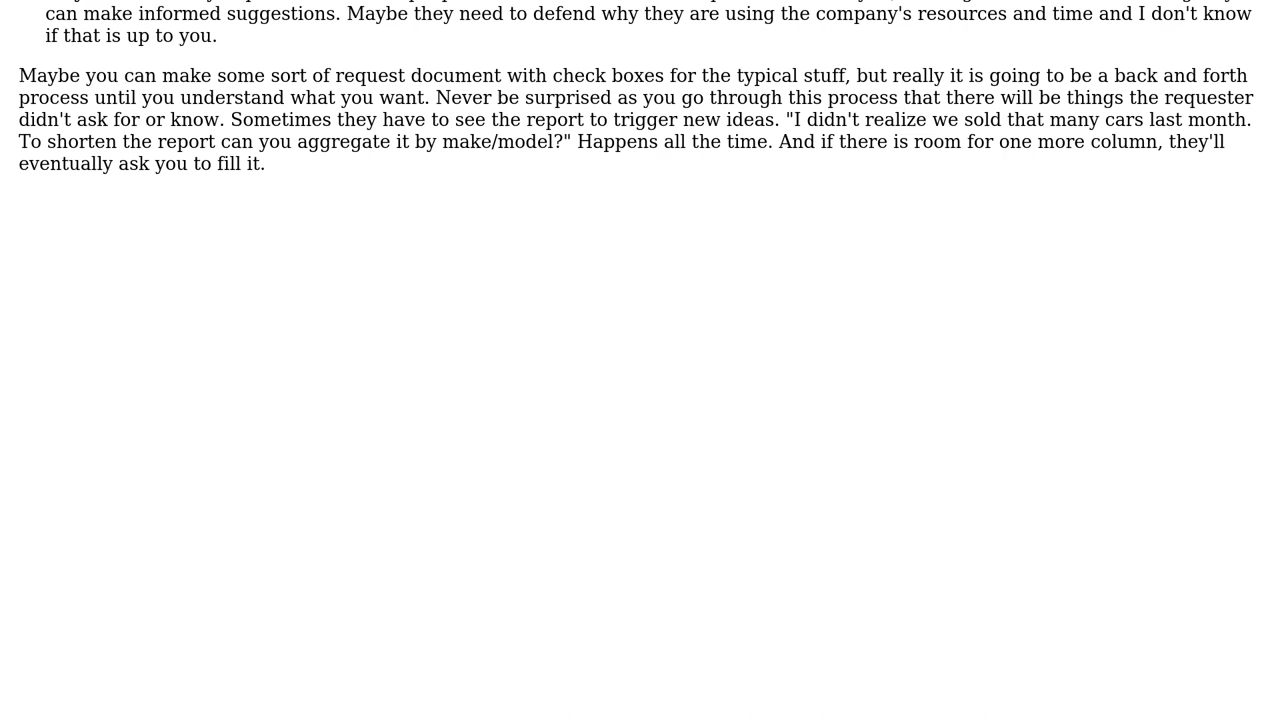 can make informed suggestions. Maybe they need to defend why they are using the company's resources and time and I don't know
if that is up to you.
Maybe you can make some sort of request document with check boxes for the typical stuff, but really it is going to be a back and forth
process until you understand what you want. Never be surprised as you go through this process that there will be things the requester
didn't ask for or know. Sometimes they have to see the report to trigger new ideas. "I didn't realize we sold that many cars last month.
To shorten the report can you aggregate it by make/model?" Happens all the time. And if there is room for one more column, they'll
eventually ask you to fill it.